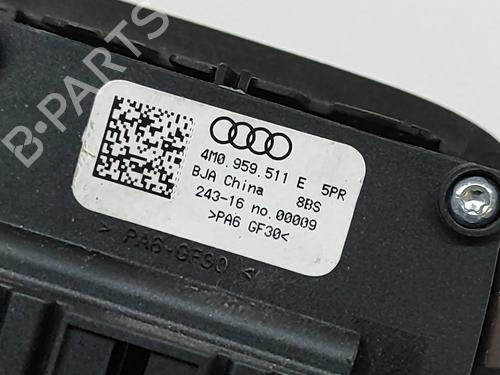 B-PARTS
4M0.959.511 E 5PR
BJA China 8BS
243-16 no.00009
>PA6 GF30<
> PA6-GF30 <